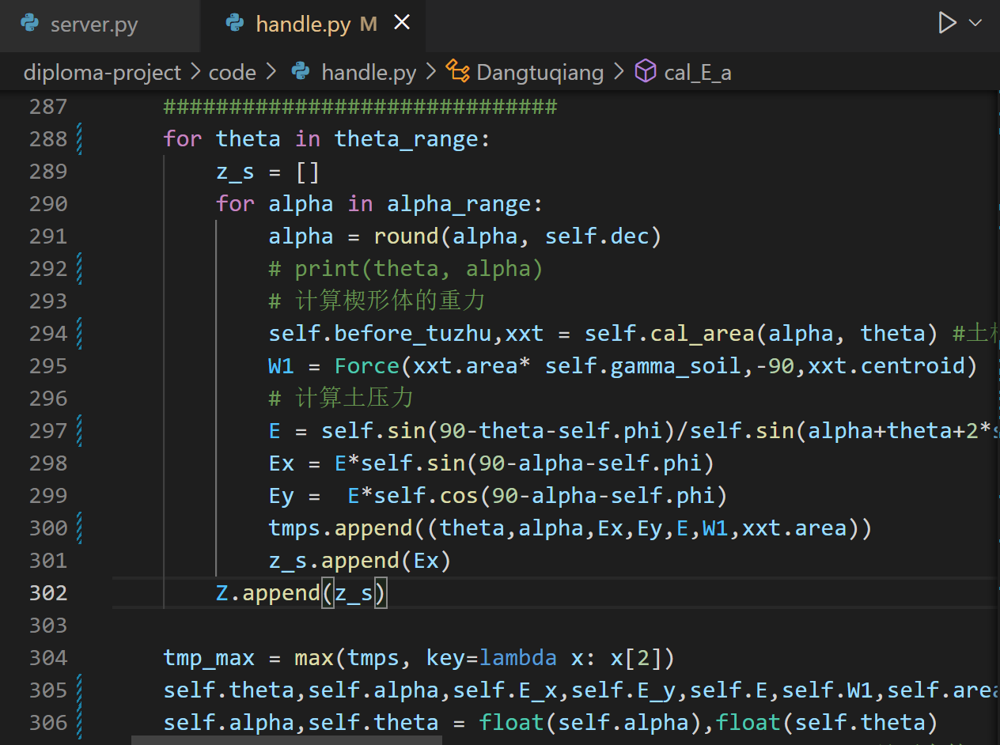 server.py
handle.py M
diploma-project > code > handle.py > Dangtuqiang > cal_E_a
287 ##############################
288 for theta in theta_range:
289 z_s = []
290 for alpha in alpha_range:
291 alpha = round(alpha, self.dec)
292 # print(theta, alpha)
293 # 计算楔形体的重力
294 self.before_tuzhu,xxt = self.cal_area(alpha, theta) #土
295 W1 = Force(xxt.area* self.gamma_soil,-90,xxt.centroid)
296 # 计算土压力
297 E = self.sin(90-theta-self.phi)/self.sin(alpha+theta+2*
298 Ex = E*self.sin(90-alpha-self.phi)
299 Ey =  E*self.cos(90-alpha-self.phi)
300 tmps.append((theta,alpha,Ex,Ey,E,W1,xxt.area))
301 z_s.append(Ex)
302 Z.append(z_s)
303
304 tmp_max = max(tmps, key=lambda x: x[2])
305 self.theta,self.alpha,self.E_x,self.E_y,self.E,self.W1,self.are
306 self.alpha,self.theta = float(self.alpha),float(self.theta)